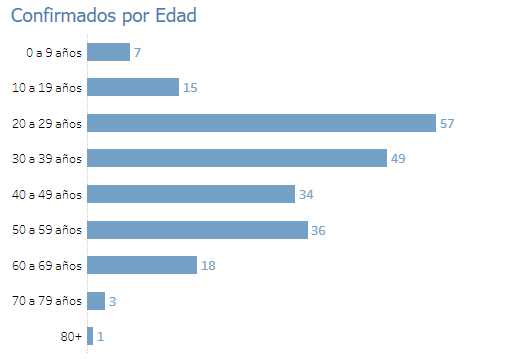 Confirmados por Edad
0 a 9 años 7
10 a 19 años 15
20 a 29 años 57
30 a 39 años 49
40 a 49 años 34
50 a 59 años 36
60 a 69 años 18
70 a 79 años 3
80+ 1